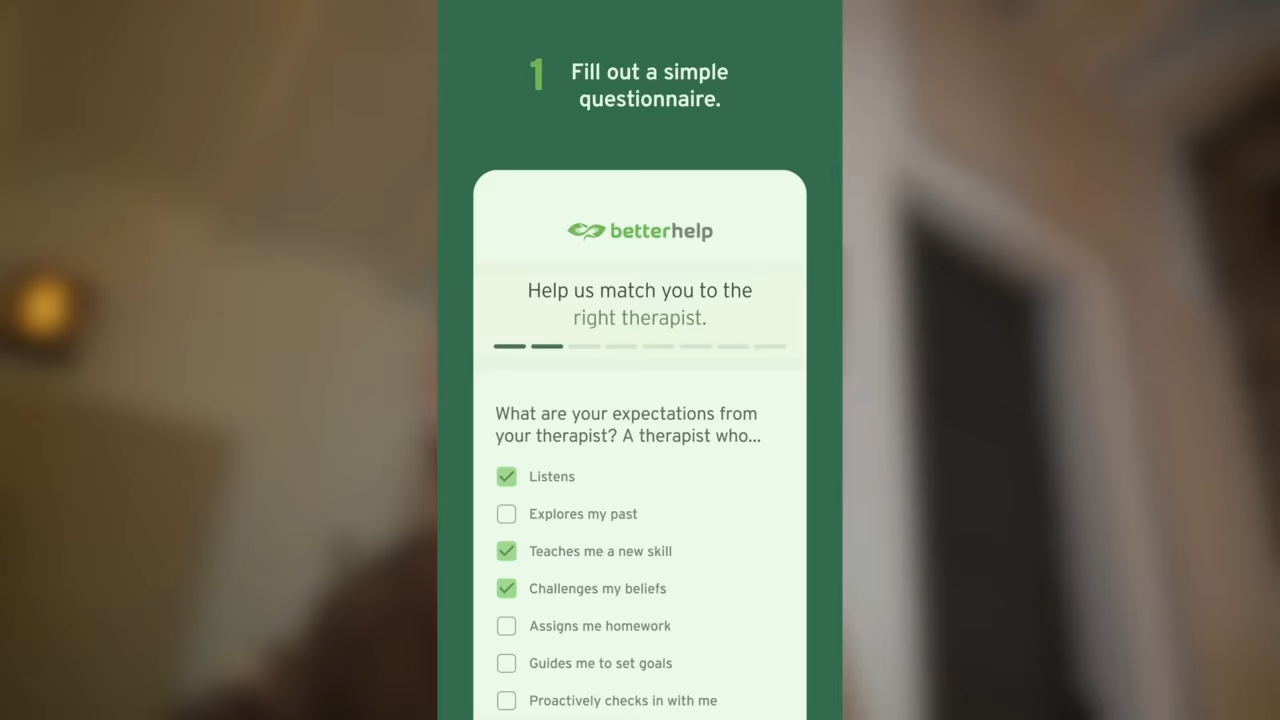 1 Fill out a simple
questionnaire.
betterhelp
Help us match you to the
right therapist.
What are your expectations from
your therapist? A therapist who...
Listens
Explores my past
Teaches me a new skill
Challenges my beliefs
Assigns me homework
Guides me to set goals
Proactively checks in with me